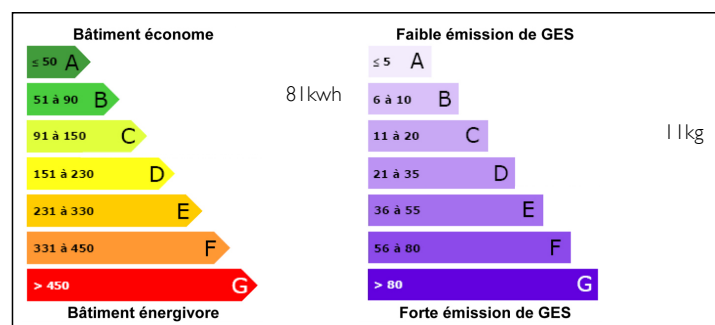 Bâtiment économe
≤ 50 A
51 à 90 B
81kwh
91 à 150 C
151 à 230 D
231 à 330 E
331 à 450 F
> 450 G
Bâtiment énergivore
Faible émission de GES
≤ 5 A
6 à 10 B
11 à 20 C
11kg
21 à 35 D
36 à 55 E
56 à 80 F
> 80 G
Forte émission de GES